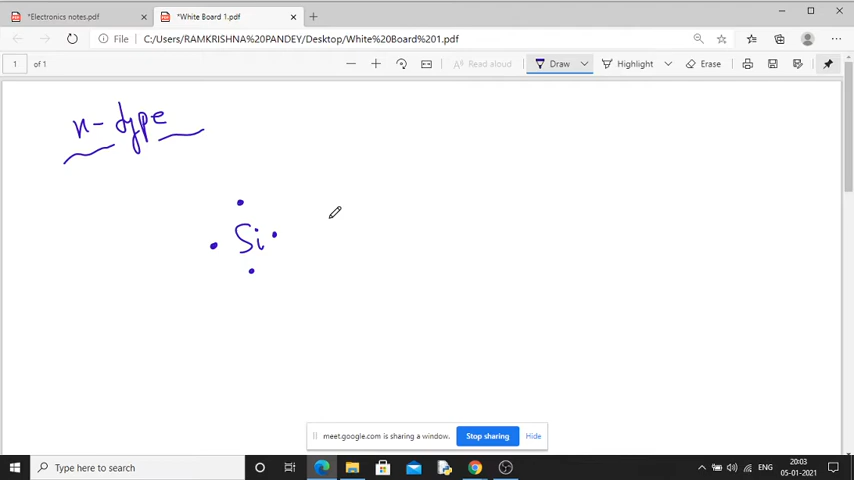 *Electronics notes.pdf
*White Board 1.pdf
File C:/Users/RAMKRISHNA%20PANDEY/Desktop/White%20Board%201.pdf
1 of 1 Read aloud Draw Highlight Erase
n-type
Si
meet.google.com is sharing a window. Stop sharing Hide
Type here to search
ENG
20:03
05-01-2021